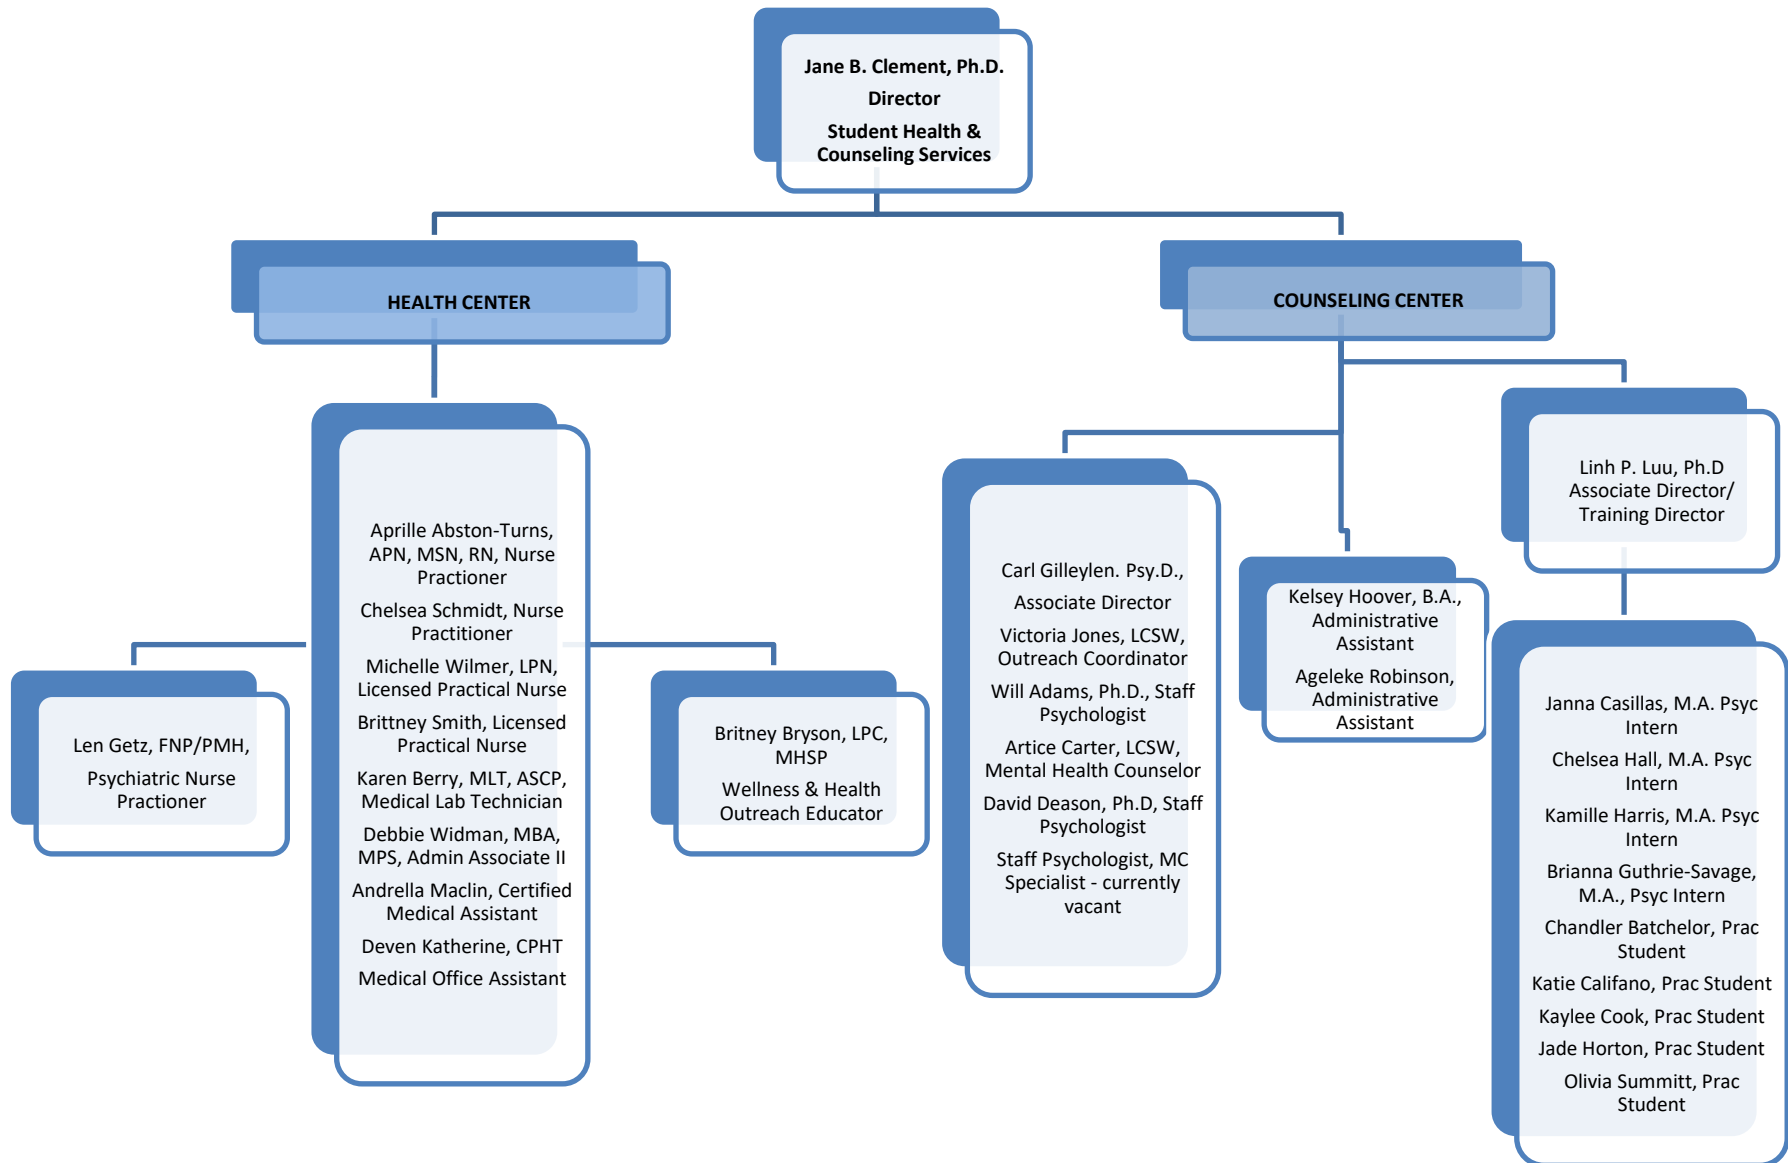 Jane B. Clement, Ph.D.
Director
Student Health &
Counseling Services
HEALTH CENTER
COUNSELING CENTER
Aprille Abston-Turns,
APN, MSN, RN, Nurse
Practioner
Chelsea Schmidt, Nurse
Practitioner
Michelle Wilmer, LPN,
Licensed Practical Nurse
Brittney Smith, Licensed
Practical Nurse
Karen Berry, MLT, ASCP,
Medical Lab Technician
Debbie Widman, MBA,
MPS, Admin Associate II
Andrella Maclin, Certified
Medical Assistant
Deven Katherine, CPHT
Medical Office Assistant
Len Getz, FNP/PMH,
Psychiatric Nurse
Practioner
Britney Bryson, LPC,
MHSP
Wellness & Health
Outreach Educator
Carl Gilleylen. Psy.D.,
Associate Director
Victoria Jones, LCSW,
Outreach Coordinator
Will Adams, Ph.D., Staff
Psychologist
Artice Carter, LCSW,
Mental Health Counselor
David Deason, Ph.D, Staff
Psychologist
Staff Psychologist, MC
Specialist - currently
vacant
Kelsey Hoover, B.A.,
Administrative
Assistant
Ageleke Robinson,
Administrative
Assistant
Linh P. Luu, Ph.D
Associate Director/
Training Director
Janna Casillas, M.A. Psyc
Intern
Chelsea Hall, M.A. Psyc
Intern
Kamille Harris, M.A. Psyc
Intern
Brianna Guthrie-Savage,
M.A., Psyc Intern
Chandler Batchelor, Prac
Student
Katie Califano, Prac Student
Kaylee Cook, Prac Student
Jade Horton, Prac Student
Olivia Summitt, Prac
Student